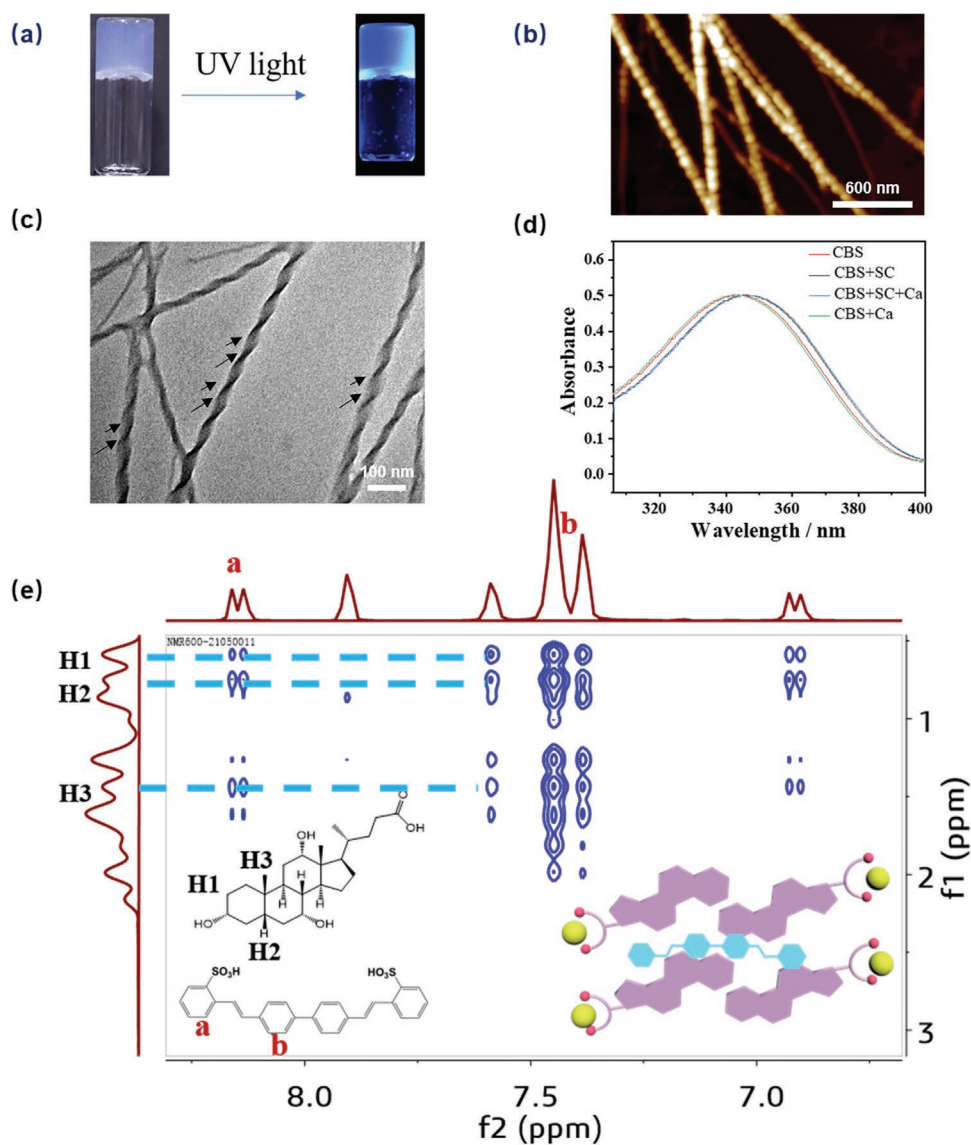 (a)
UV light
(b)
600 nm
(c)
100 nm
(d)
CBS
CBS+SC
CBS+SC+Ca
CBS+Ca
Absorbance
0.6
0.5
0.4
0.3
0.2
0.1
0.0
320 340 360 380 400
Wavelength / nm
(e)
a
b
NMR600-21050011
H1
H2
H3
1
2
3
f1 (ppm)
O
OH
OH
H3
H1
H H
H
HO
H
OH
H2
SO3H
HO3S
a
b
8.0 7.5 7.0
f2 (ppm)